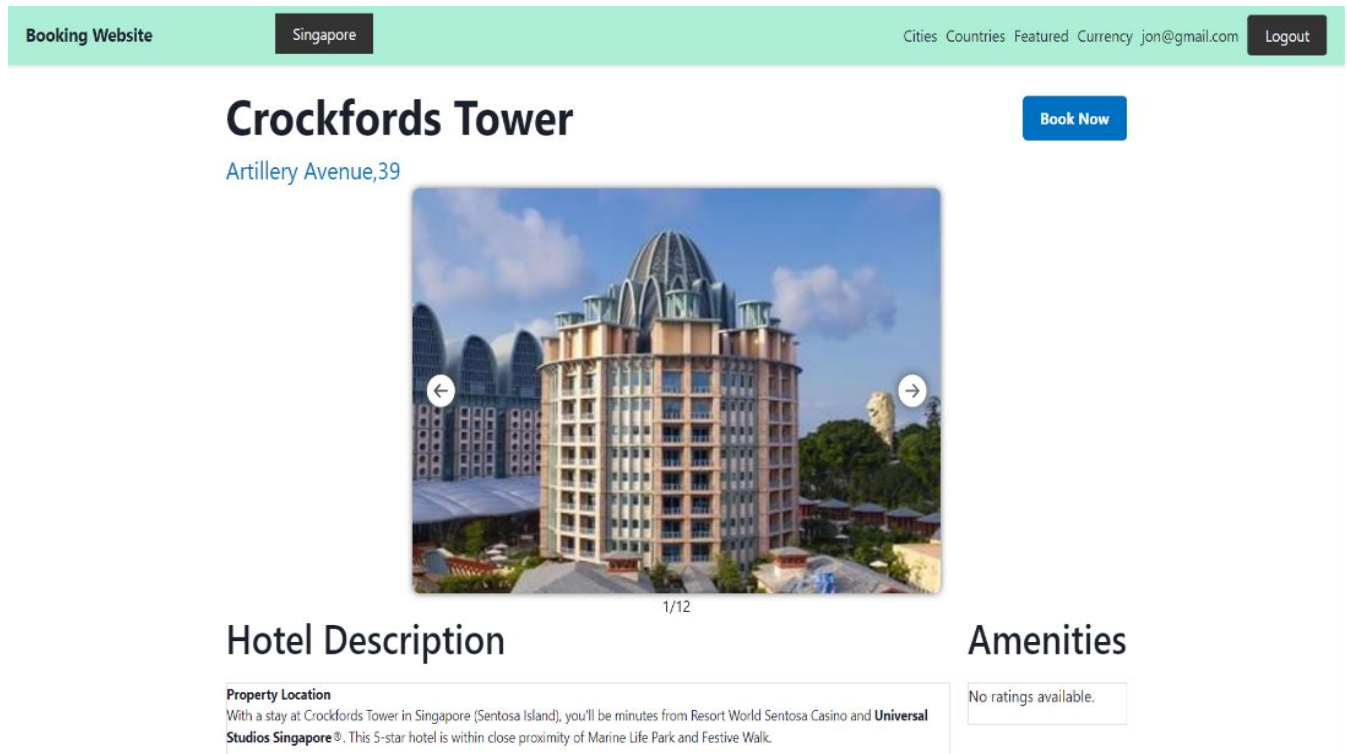 Booking Website
Singapore
Cities Countries Featured Currency jon@gmail.com
Logout
Crockfords Tower
Book Now
Artillery Avenue,39
1/12
Hotel Description
Amenities
Property Location
With a stay at Crockfords Tower in Singapore (Sentosa Island), you'll be minutes from Resort World Sentosa Casino and Universal
Studios Singapore®. This 5-star hotel is within close proximity of Marine Life Park and Festive Walk.
No ratings available.